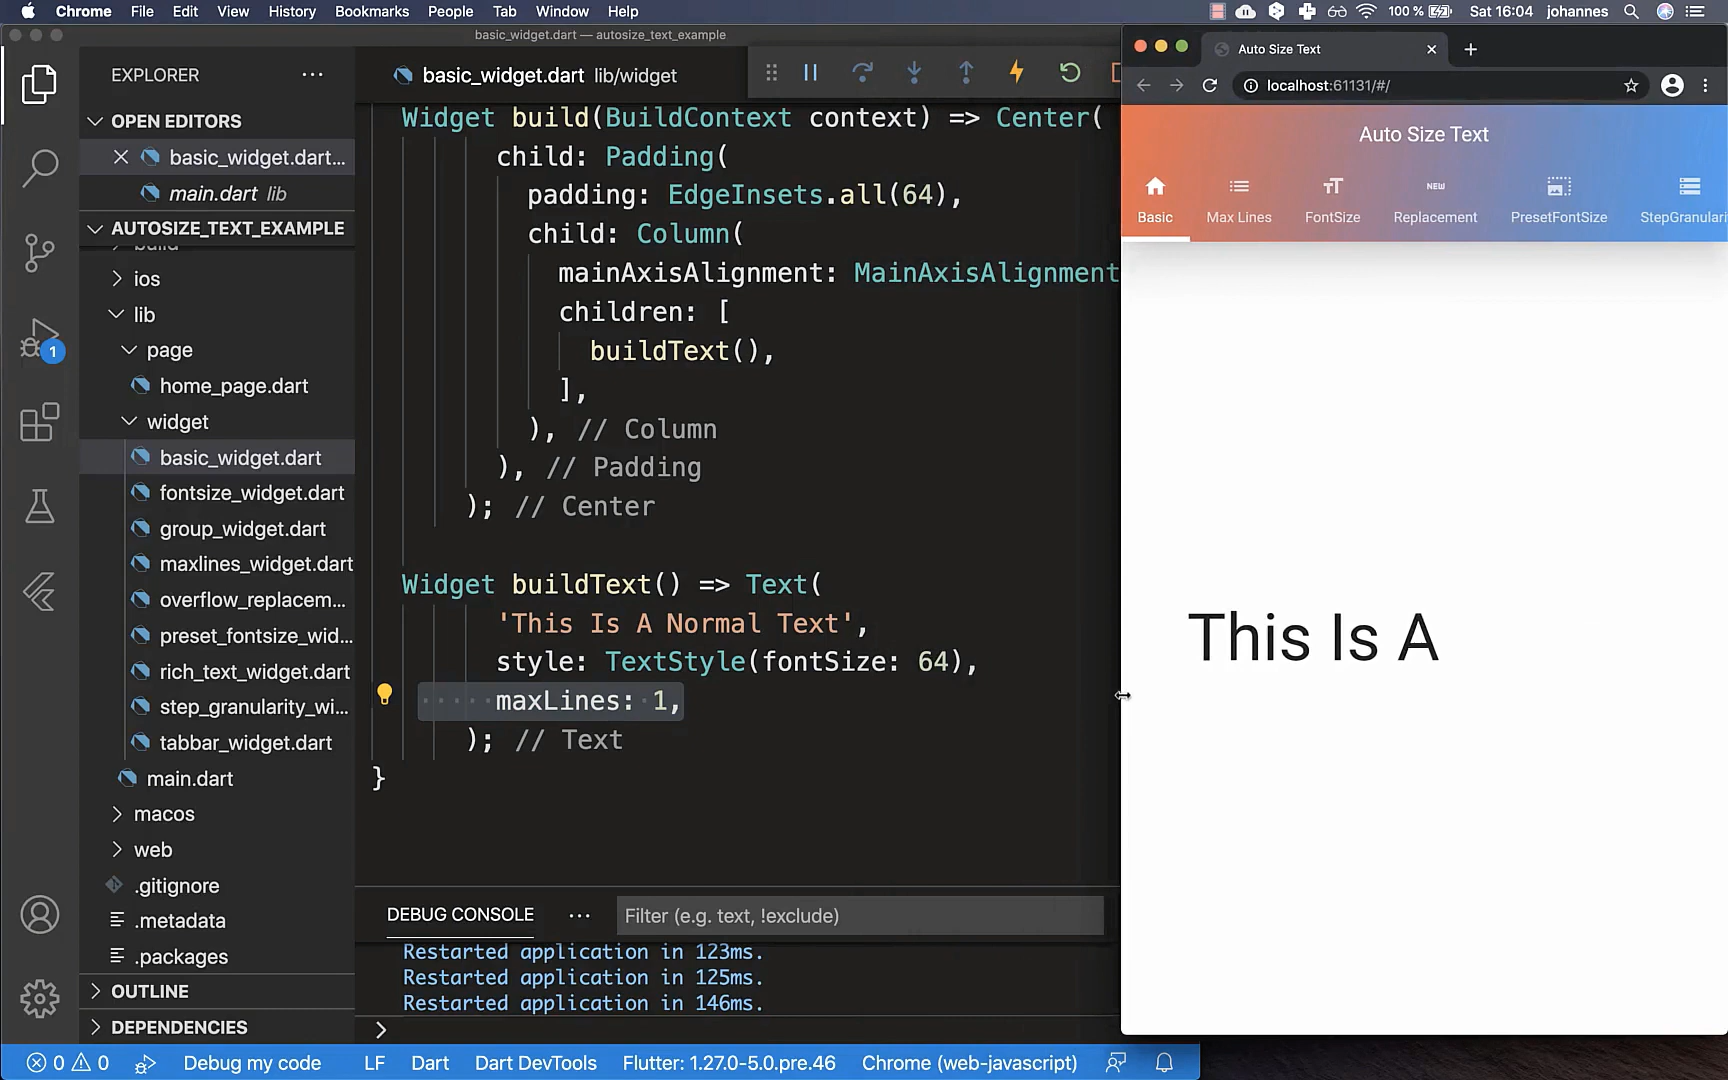 Chrome File Edit View History Bookmarks People Tab Window Help 100 % Sat 16:04 johannes
basic_widget.dart — autosize_text_example
EXPLORER
OPEN EDITORS
basic_widget.dart...
main.dart lib
AUTOSIZE_TEXT_EXAMPLE
build
ios
lib
page
home_page.dart
widget
basic_widget.dart
fontsize_widget.dart
group_widget.dart
maxlines_widget.dart
overflow_replacem...
preset_fontsize_wid...
rich_text_widget.dart
step_granularity_wi...
tabbar_widget.dart
main.dart
macos
web
.gitignore
.metadata
.packages
OUTLINE
DEPENDENCIES
1
basic_widget.dart lib/widget
Widget build(BuildContext context) => Center(
child: Padding(
padding: EdgeInsets.all(64),
child: Column(
mainAxisAlignment: MainAxisAlignment
children: [
buildText(),
],
), // Column
), // Padding
); // Center
Widget buildText() => Text(
'This Is A Normal Text',
style: TextStyle(fontSize: 64),
maxLines: 1,
); // Text
}
DEBUG CONSOLE
Filter (e.g. text, !exclude)
Restarted application in 123ms.
Restarted application in 125ms.
Restarted application in 146ms.
0 0 Debug my code LF Dart Dart DevTools Flutter: 1.27.0-5.0.pre.46 Chrome (web-javascript)
Auto Size Text
localhost:61131/#/
Auto Size Text
NEW
Basic Max Lines FontSize Replacement PresetFontSize StepGranulari
This Is A